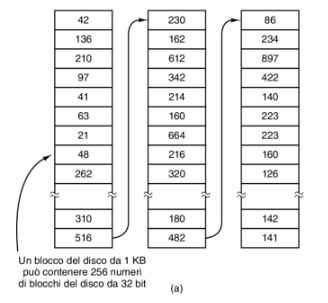 42 230 86
136 162 234
210 612 897
97 342 422
41 214 140
63 160 223
21 664 223
48 216 160
262 320 126
310 180 142
516 482 141
Un blocco del disco da 1 KB
può contenere 256 numeri
di blocchi del disco da 32 bit
(a)